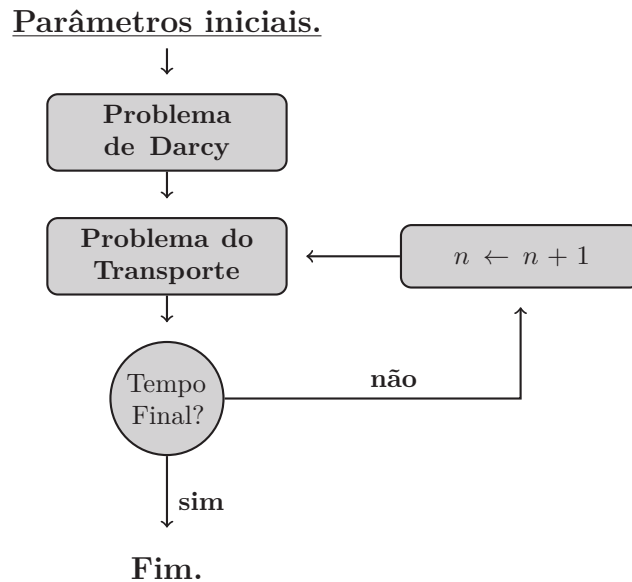 Parâmetros iniciais.
Problema
de Darcy
Problema do
Transporte
n ← n + 1
Tempo
Final?
não
sim
Fim.